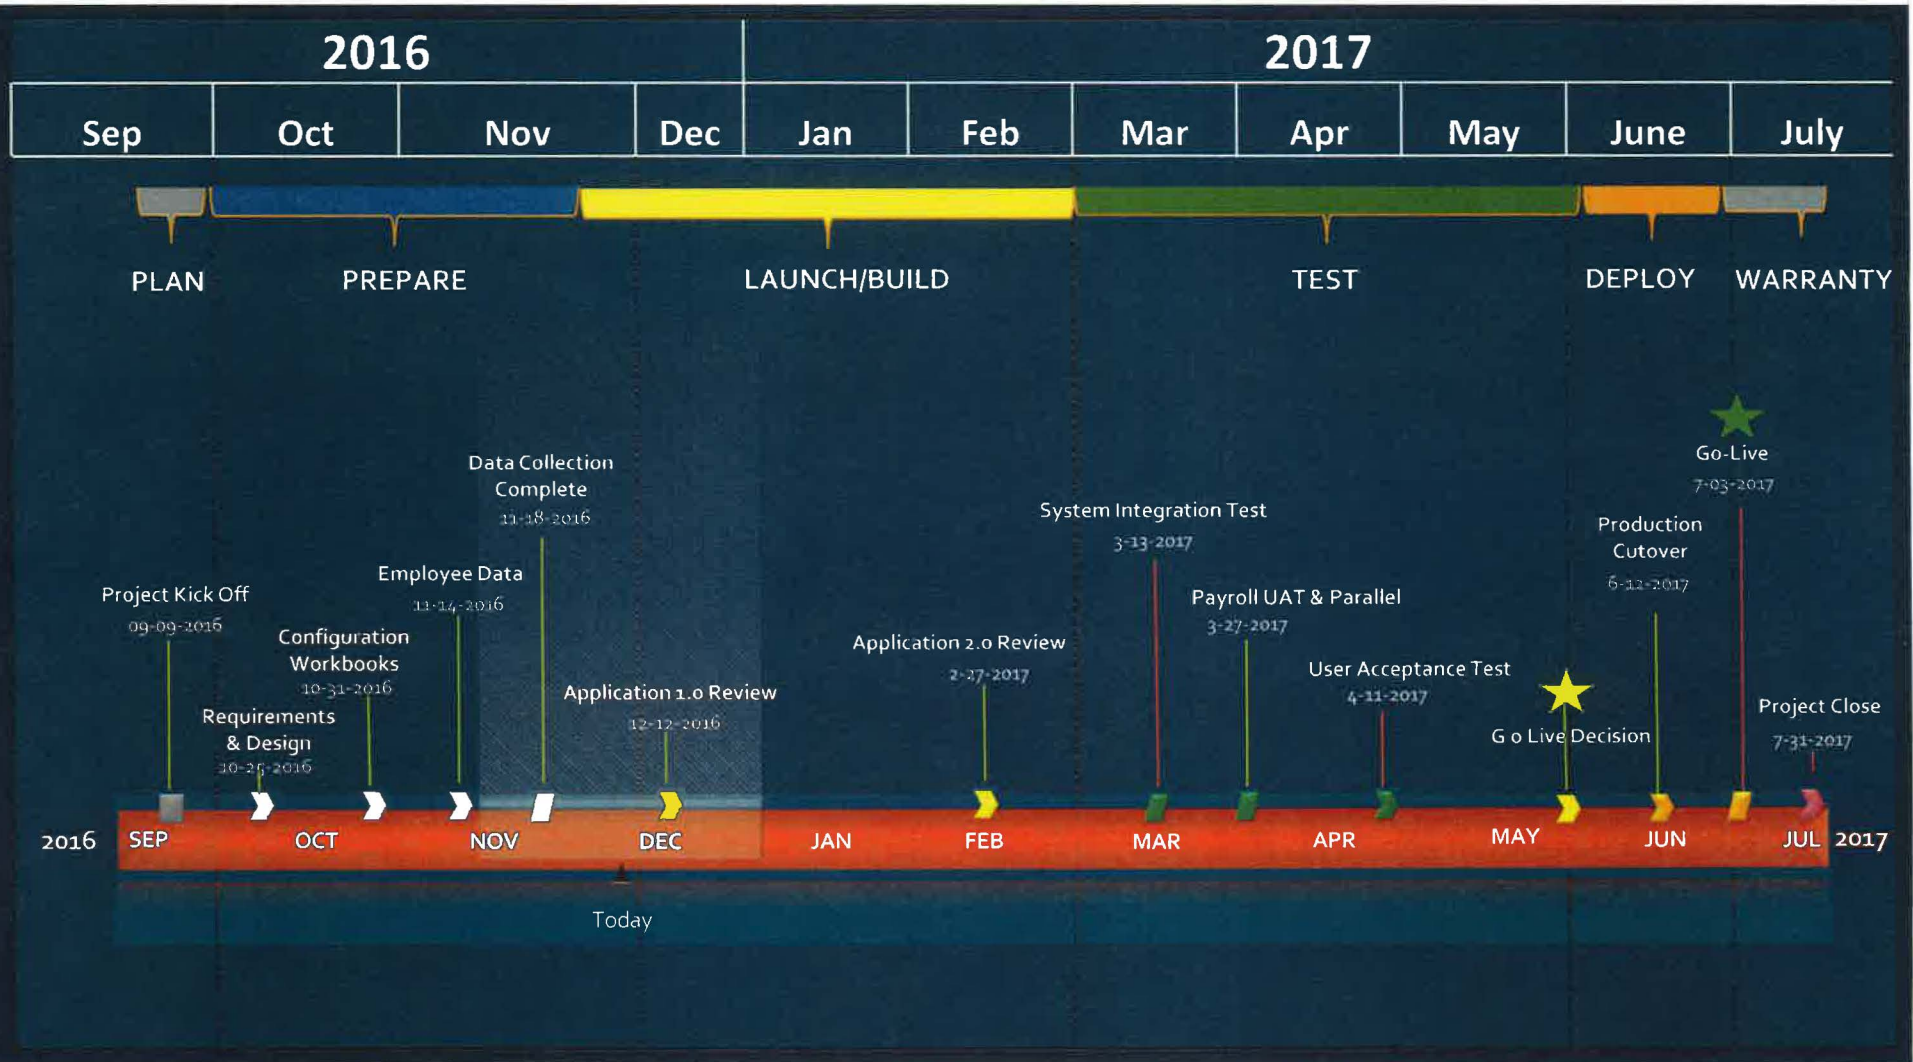 2016 2017
Sep Oct Nov Dec Jan Feb Mar Apr May June July
PLAN PREPARE LAUNCH/BUILD TEST DEPLOY WARRANTY
Go-Live
7-03-2017
Data Collection
Complete
11-18-2016
System Integration Test
3-13-2017
Production
Cutover
6-12-2017
Employee Data
11-14-2016
Project Kick Off
09-09-2016
Payroll UAT & Parallel
3-27-2017
Configuration
Workbooks
10-31-2016
Application 2.0 Review
2-27-2017
User Acceptance Test
4-11-2017
Application 1.0 Review
12-12-2016
Requirements
& Design
10-25-2016
Go Live Decision
Project Close
7-31-2017
2016 SEP OCT NOV DEC JAN FEB MAR APR MAY JUN JUL 2017
Today